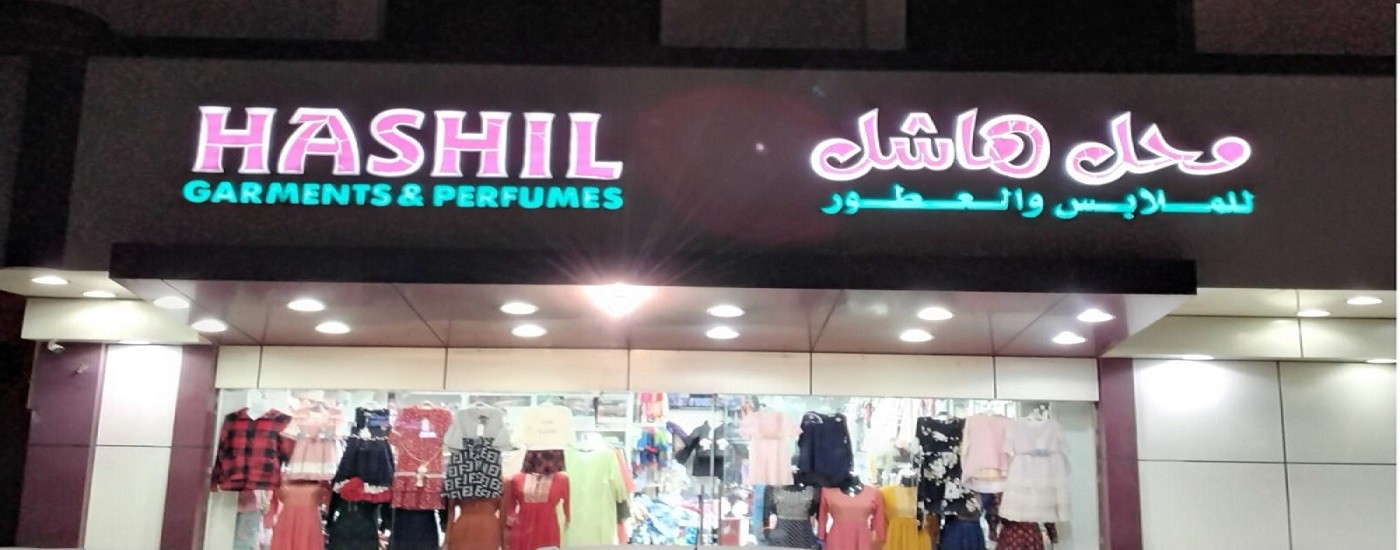 HASHIL
GARMENTS & PERFUMES
محل هاشل
للملابس والعطور